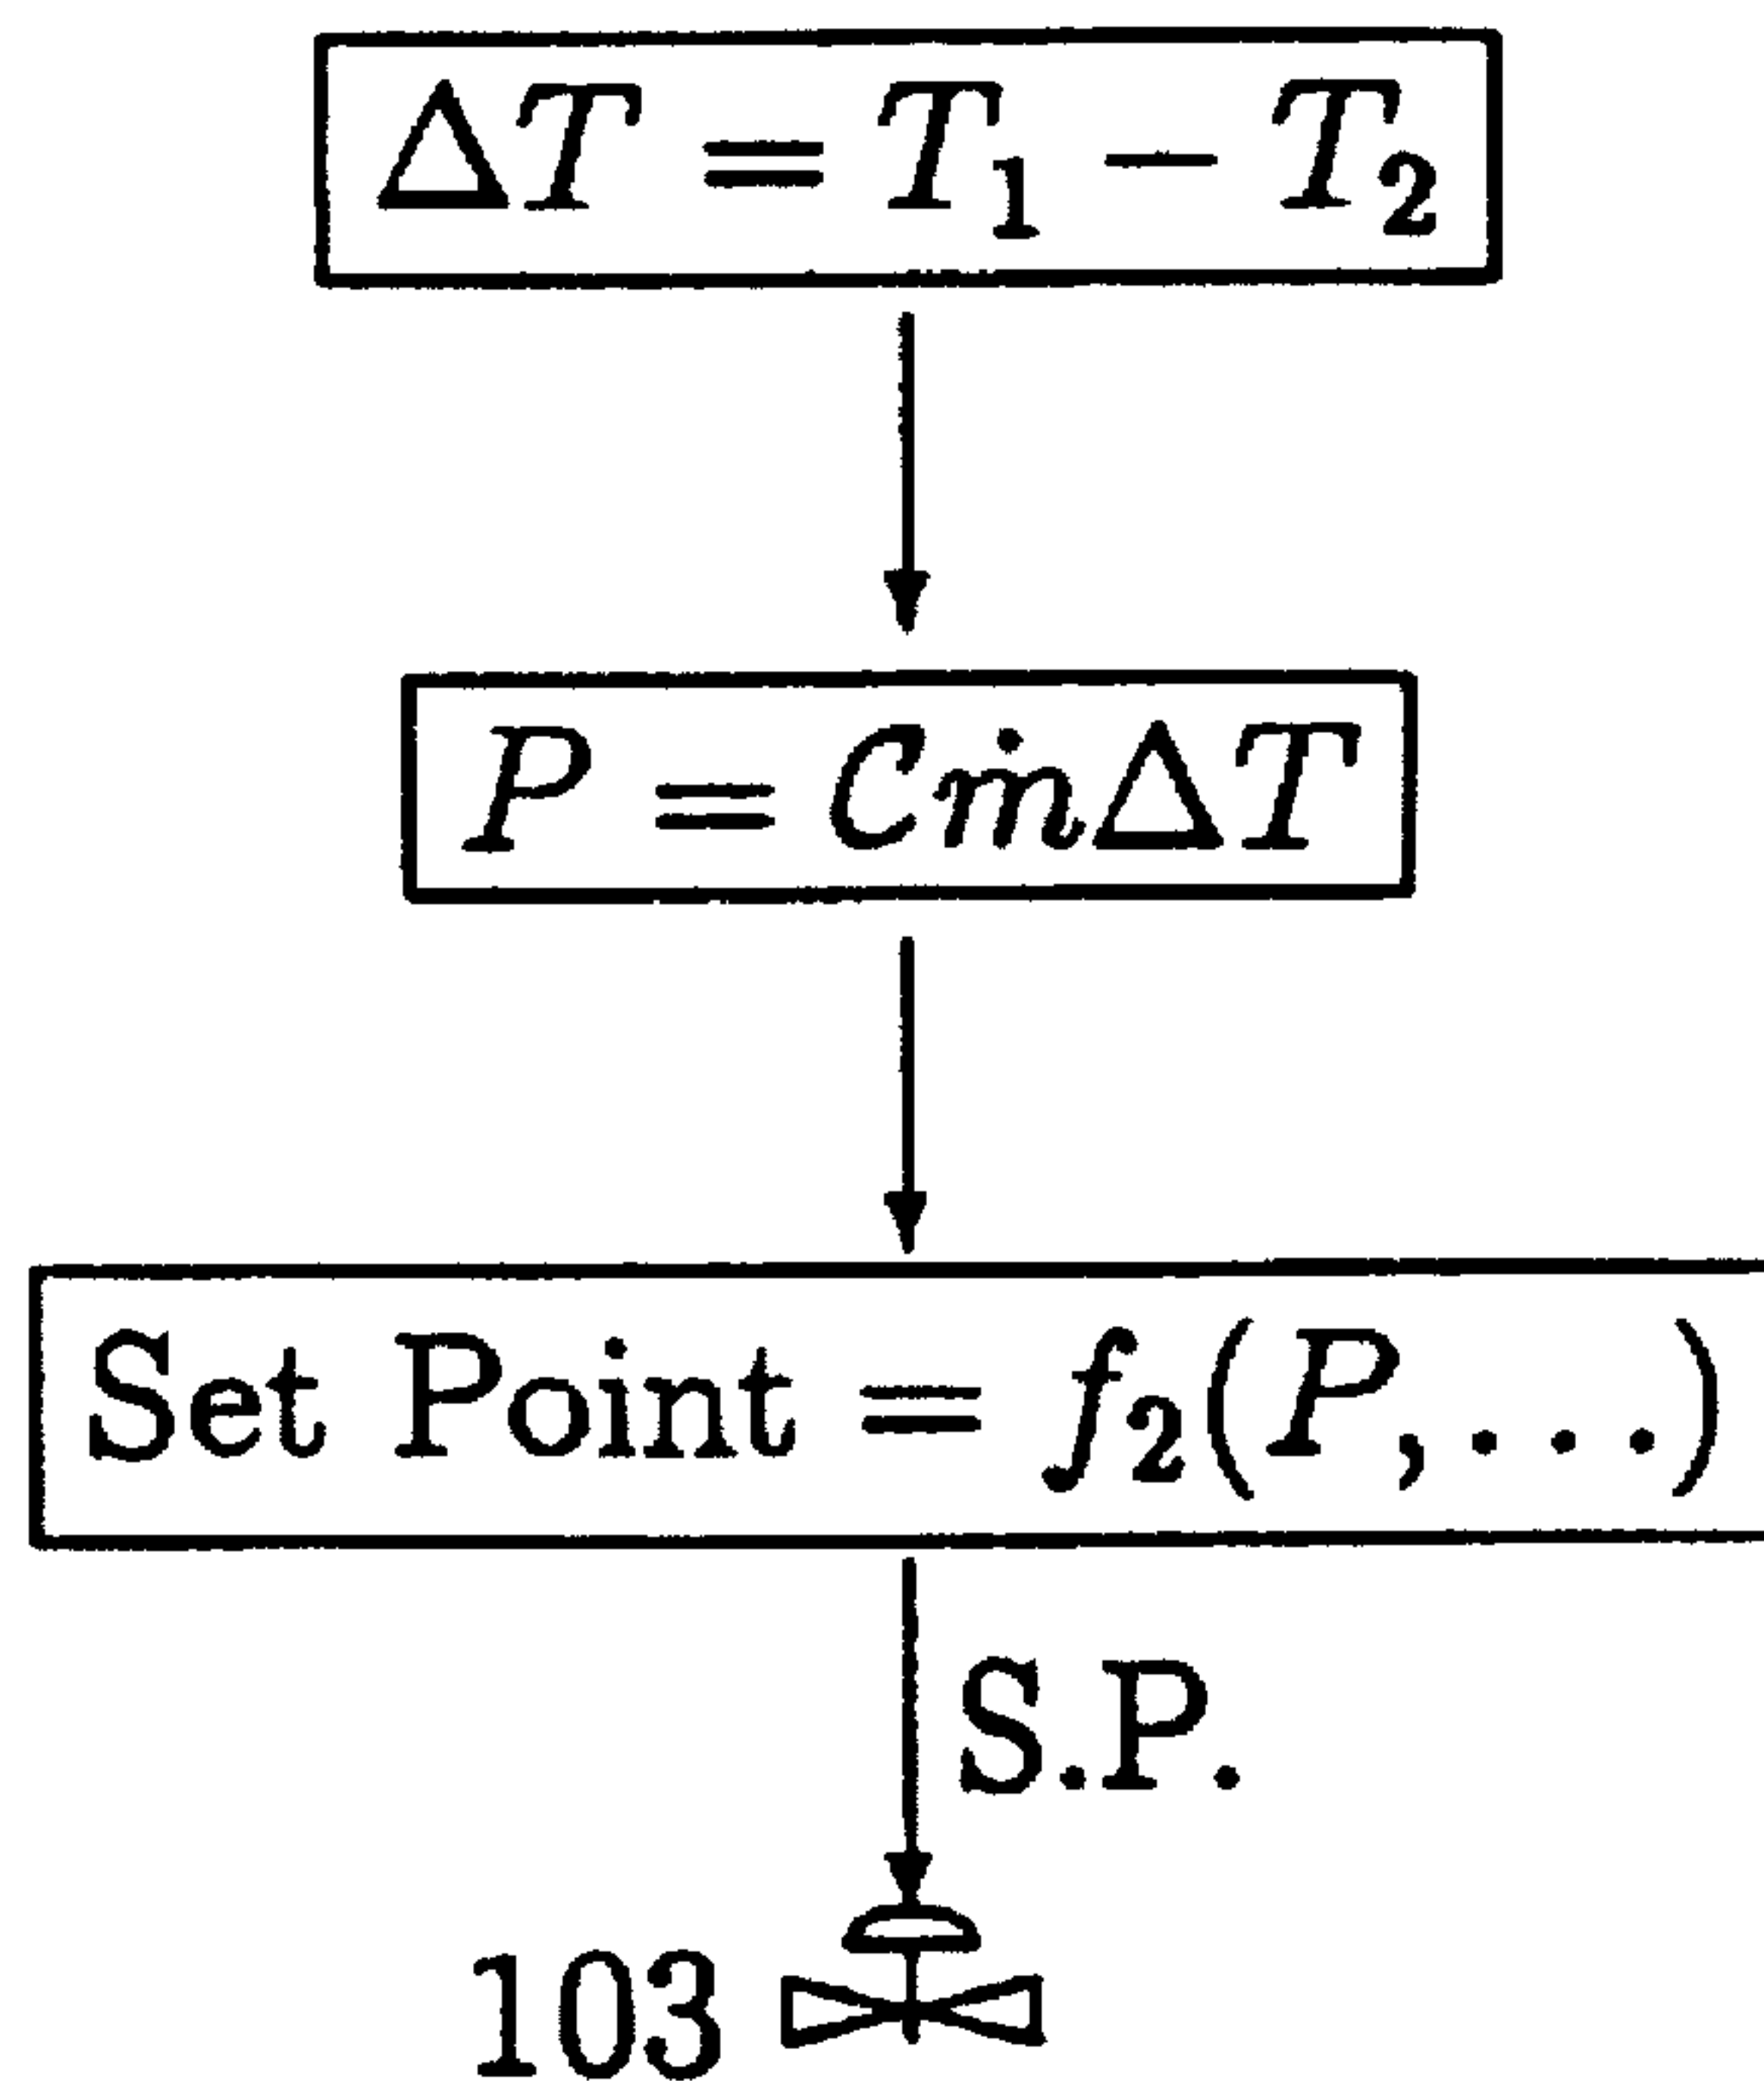 ΔT = T₁ − T₂
P = CṁΔT
Set Point = f₂(P, . . .)
S.P.
103